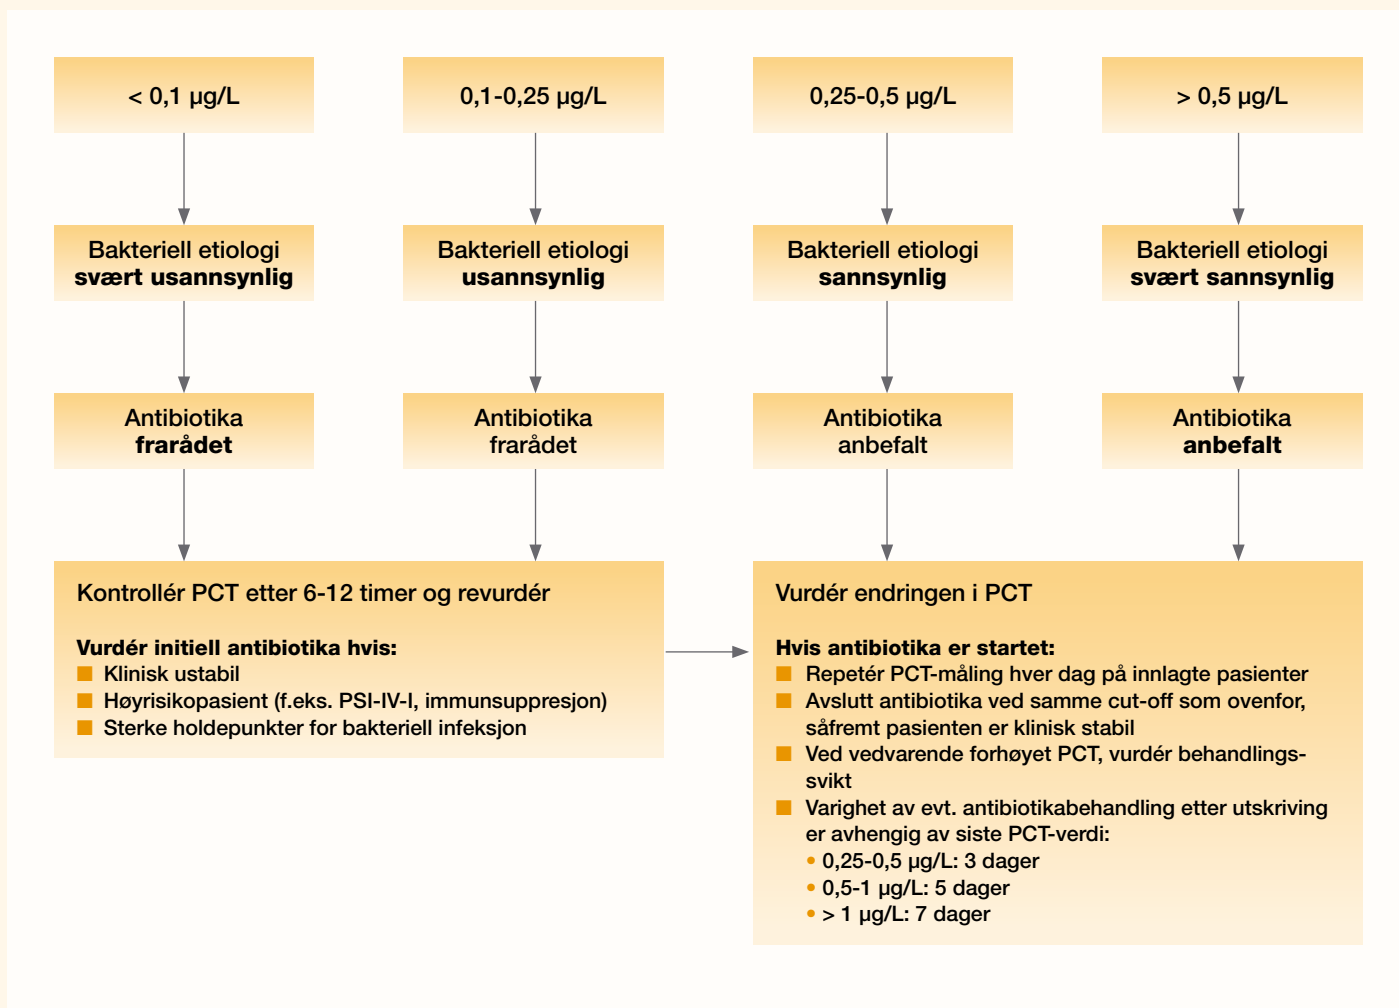 < 0,1 µg/L
0,1-0,25 µg/L
0,25-0,5 µg/L
> 0,5 µg/L
Bakteriell etiologi
svært usannsynlig
Bakteriell etiologi
usannsynlig
Bakteriell etiologi
sannsynlig
Bakteriell etiologi
svært sannsynlig
Antibiotika
frarådet
Antibiotika
frarådet
Antibiotika
anbefalt
Antibiotika
anbefalt
Kontrollér PCT etter 6-12 timer og revurdér
Vurdér initiell antibiotika hvis:
Klinisk ustabil
Høyrisikopasient (f.eks. PSI-IV-I, immunsuppresjon)
Sterke holdepunkter for bakteriell infeksjon
Vurdér endringen i PCT
Hvis antibiotika er startet:
Repetér PCT-måling hver dag på innlagte pasienter
Avslutt antibiotika ved samme cut-off som ovenfor,
såfremt pasienten er klinisk stabil
Ved vedvarende forhøyet PCT, vurdér behandlings-
svikt
Varighet av evt. antibiotikabehandling etter utskriving
er avhengig av siste PCT-verdi:
• 0,25-0,5 µg/L: 3 dager
• 0,5-1 µg/L: 5 dager
• > 1 µg/L: 7 dager